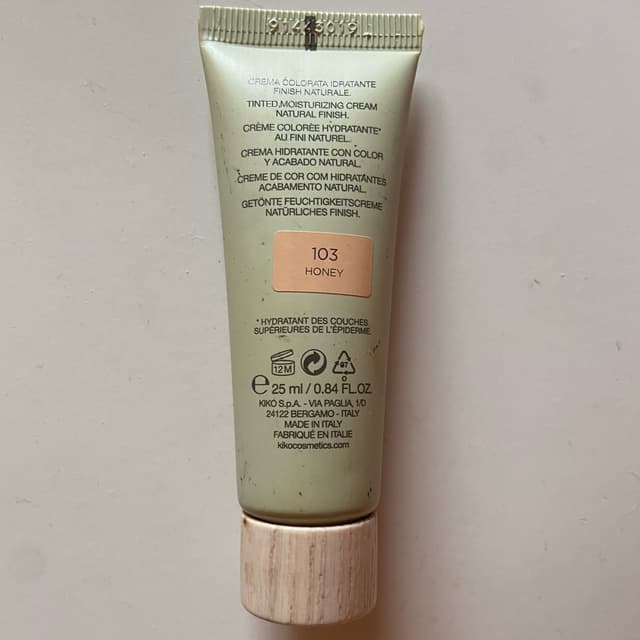 91443019
CREMA COLORATA IDRATANTE
FINISH NATURALE.
TINTED MOISTURIZING CREAM
NATURAL FINISH.
CRÈME COLORÉE HYDRATANTE*
AU FINI NATUREL.
CREMA HIDRATANTE CON COLOR
Y ACABADO NATURAL.
CREME DE COR COM HIDRATANTES
ACABAMENTO NATURAL.
GETÖNTE FEUCHTIGKEITSCREME
NATÜRLICHES FINISH.
103
HONEY
* HYDRATANT DES COUCHES
SUPÉRIEURES DE L'ÉPIDERME.
12M
97
e 25 ml / 0.84 FL.OZ.
KIKO S.p.A. - VIA PAGLIA, 1/D
24122 BERGAMO - ITALY
MADE IN ITALY
FABRIQUÉ EN ITALIE
kikocosmetics.com